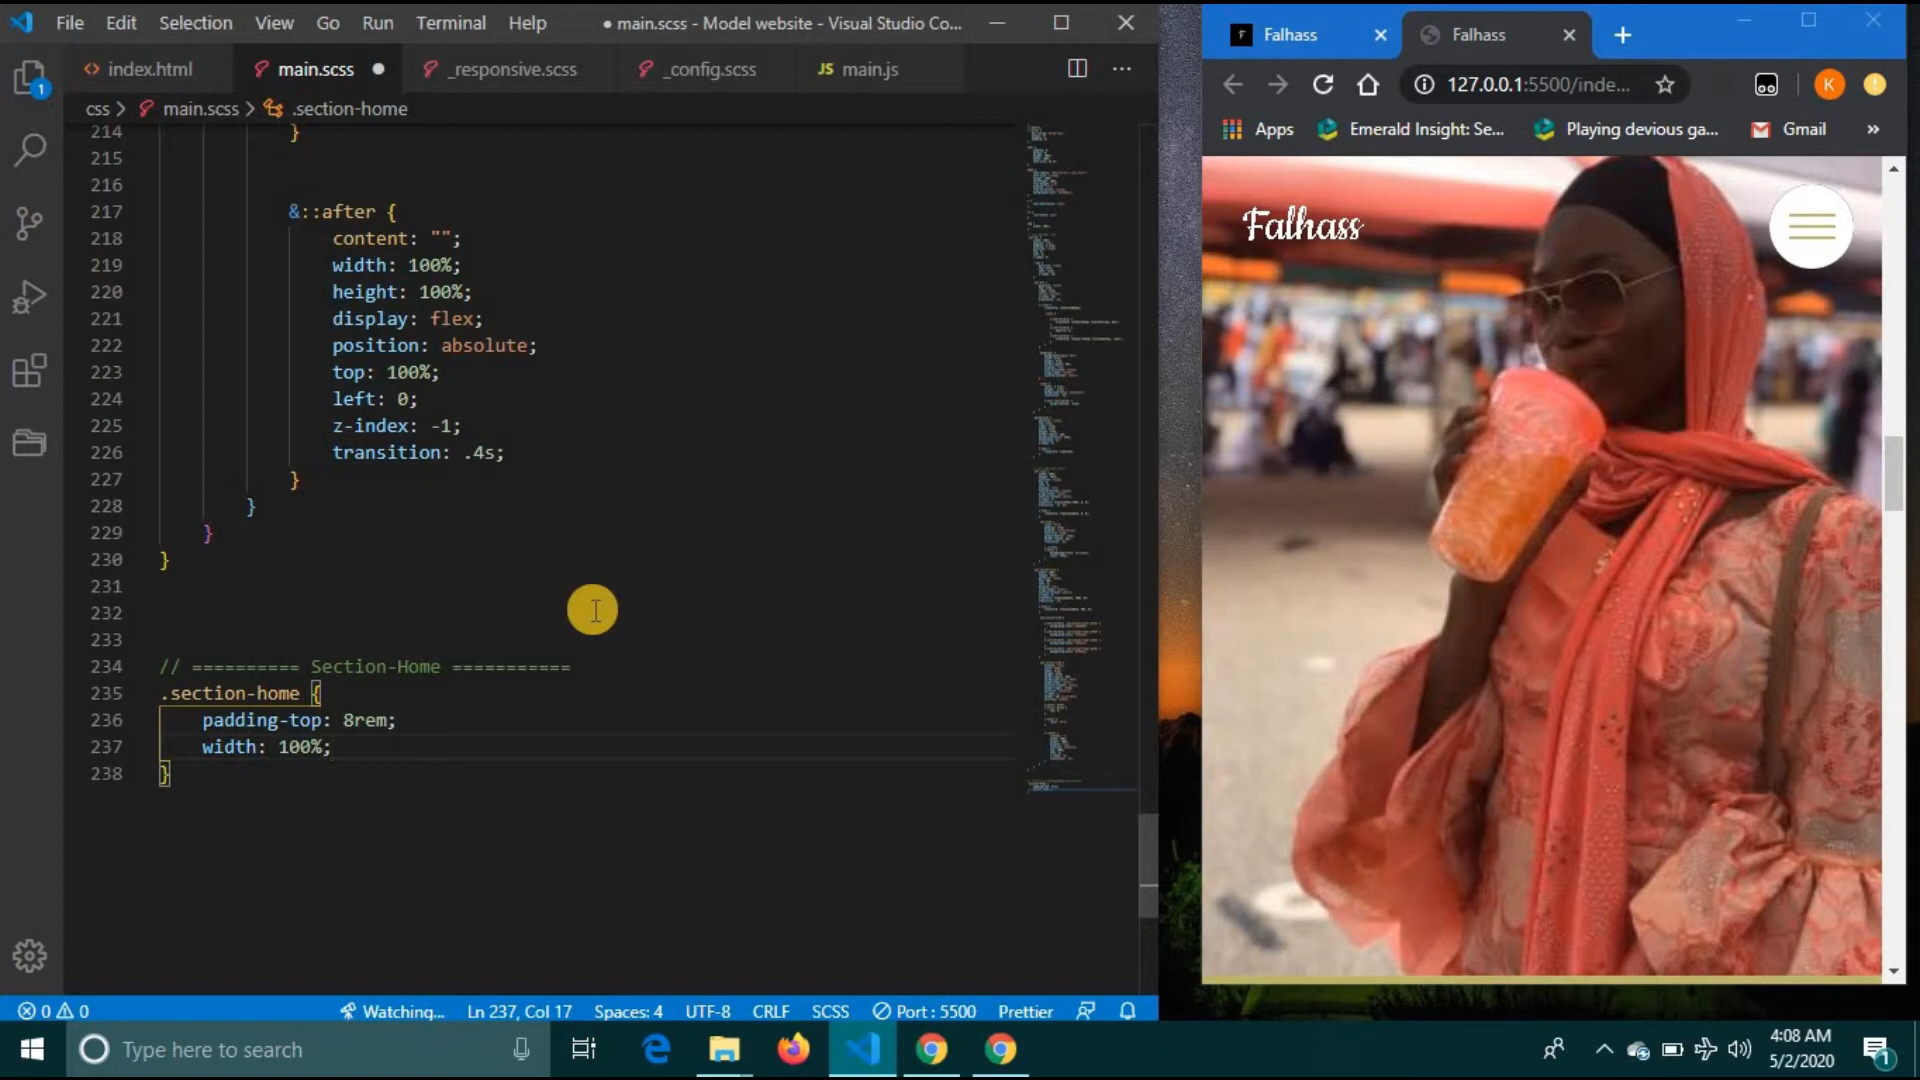 File Edit Selection View Go Run Terminal Help
● main.scss - Model website - Visual Studio Co...
index.html
main.scss
_responsive.scss
_config.scss
JS main.js
css > main.scss > .section-home
214 }
215
216
217 &::after {
218 content: "";
219 width: 100%;
220 height: 100%;
221 display: flex;
222 position: absolute;
223 top: 100%;
224 left: 0;
225 z-index: -1;
226 transition: .4s;
227 }
228 }
229 }
230 }
231
232
233
234 // ========== Section-Home ===========
235 .section-home {
236 padding-top: 8rem;
237 width: 100%;
238 }
1
0 0
Watching...
Ln 237, Col 17
Spaces: 4
UTF-8
CRLF
SCSS
Port : 5500
Prettier
Falhass
Falhass
127.0.0.1:5500/inde...
K
Apps
Emerald Insight: Se...
Playing devious ga...
Gmail
»
Falhass
Type here to search
4:08 AM
5/2/2020
1